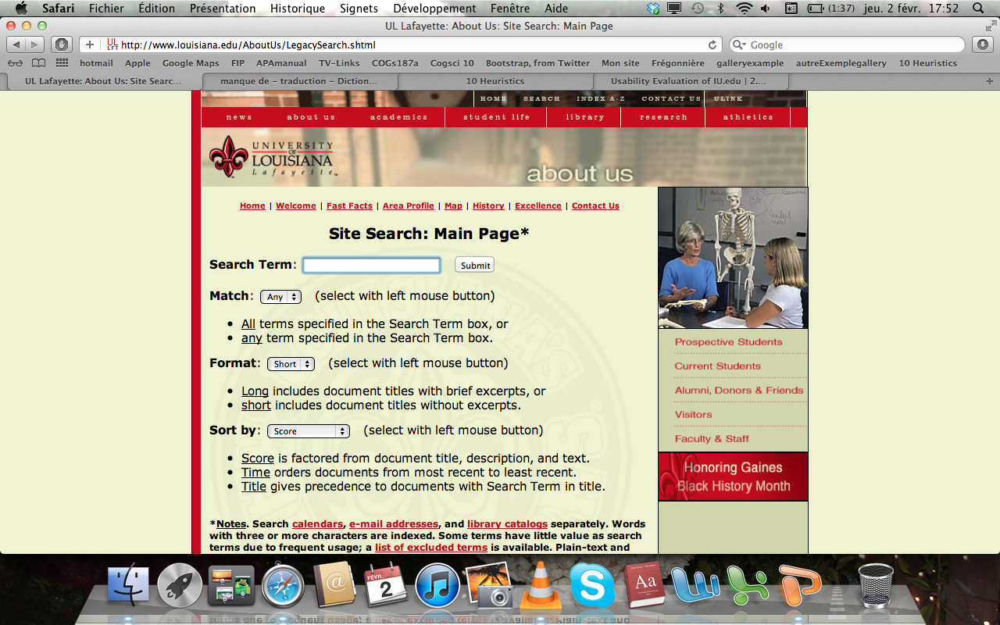 Safari Fichier Édition Présentation Historique Signets Développement Fenêtre Aide (1:37) jeu. 2 févr. 17:52
UL Lafayette: About Us: Site Search: Main Page
UL LFT http://www.louisiana.edu/AboutUs/LegacySearch.shtml Google
hotmail Apple Google Maps FIP APAmanual TV-Links COGs187a Cogsci 10 Bootstrap, from Twitter Mon site Frégonnière galleryexample autreExemplegallery 10 Heuristics
UL Lafayette: About Us: Site Searc... manque de - traduction - Diction... 10 Heuristics Usability Evaluation of IU.edu | 2....
HOME SEARCH INDEX A-Z CONTACT US ULINK
news about us academics student life library research athletics
UNIVERSITY
OF
LOUISIANA
Lafayette™
about us
Home | Welcome | Fast Facts | Area Profile | Map | History | Excellence | Contact Us
Site Search: Main Page*
Search Term: Submit
Match: Any (select with left mouse button)
• All terms specified in the Search Term box, or
• any term specified in the Search Term box.
Format: Short (select with left mouse button)
• Long includes document titles with brief excerpts, or
• short includes document titles without excerpts.
Sort by: Score (select with left mouse button)
• Score is factored from document title, description, and text.
• Time orders documents from most recent to least recent.
• Title gives precedence to documents with Search Term in title.
*Notes. Search calendars, e-mail addresses, and library catalogs separately. Words
with three or more characters are indexed. Some terms have little value as search
terms due to frequent usage; a list of excluded terms is available. Plain-text and
Prospective Students
Current Students
Alumni, Donors & Friends
Visitors
Faculty & Staff
Honoring Gaines
Black History Month
FÉVR.
2
Aa